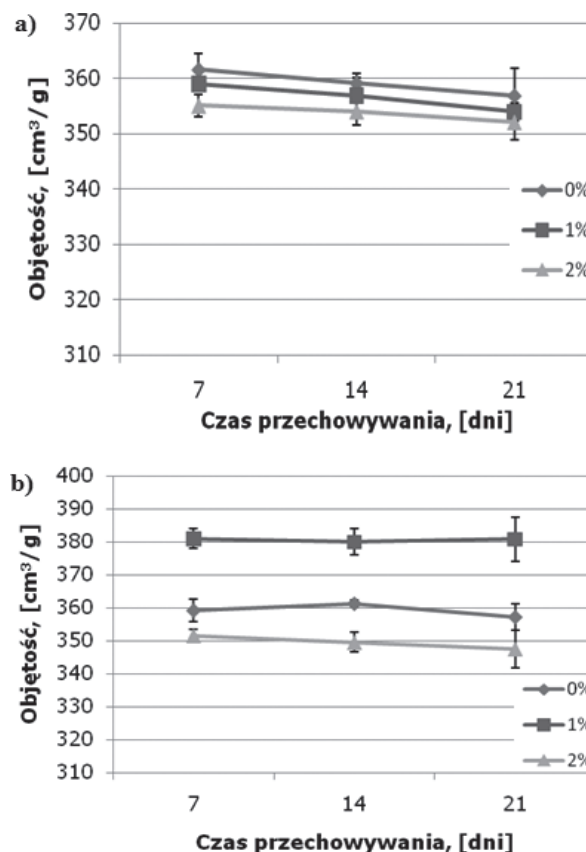 a)
Objętość, [cm³/g]
370
360
350
340
330
320
310
0%
1%
2%
7 14 21
Czas przechowywania, [dni]
b)
Objętość, [cm³/g]
400
390
380
370
360
350
340
330
320
310
0%
1%
2%
7 14 21
Czas przechowywania, [dni]